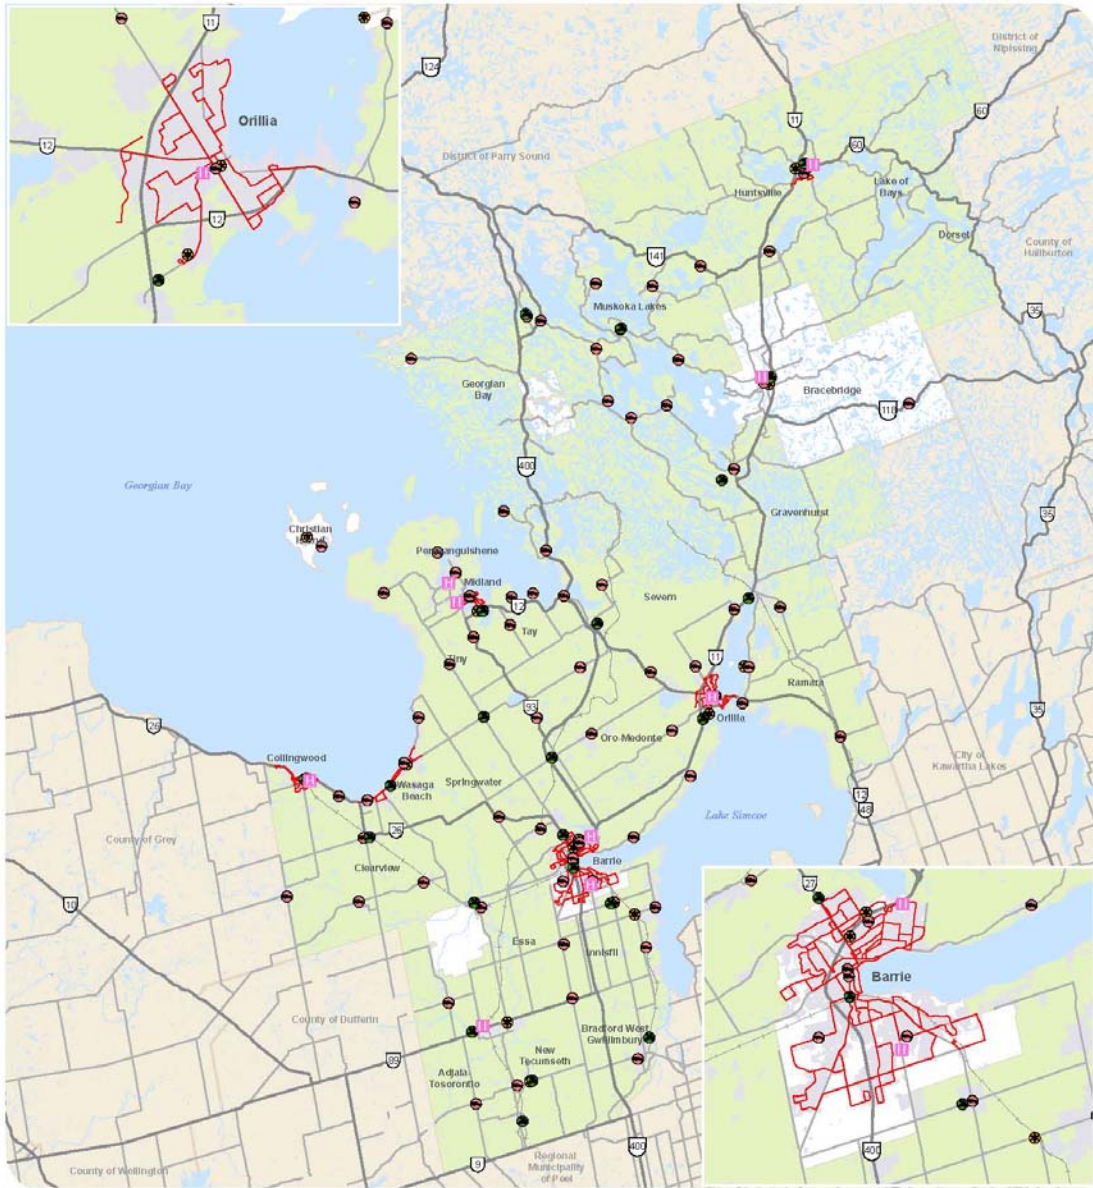 11
Orillia
12
12
District of
Nipissing
124
11
60
60
District of Parry Sound
Huntsville
Lake of
Bays
Dorset
County of
Haliburton
141
35
Muskoka Lakes
Georgian
Bay
H
Bracebridge
118
400
Georgian Bay
Gravenhurst
35
Christian
Island
Penetanguishene
H
Midland
H
12
Severn
Tay
Tiny
11
Ramara
H
Orillia
35
93
26
Oro-Medonte
City of
Kawartha Lakes
Collingwood
H
Wasaga
Beach
Springwater
12
48
Lake Simcoe
26
H
Barrie
County of Grey
Clearview
H
10
27
H
Barrie
H
400
Essa
Innisfil
County of Dufferin
H
Bradford West
Gwillimbury
New
Tecumseth
89
Adjala
Tosorontio
400
9
County of Wellington
Regional
Municipality
of Peel